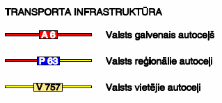 TRANSPORTA INFRASTRUKTŪRA
A 6 Valsts galvenais autoceļš
P 63 Valsts reģionālie autoceļi
V 757 Valsts vietējie autoceļi